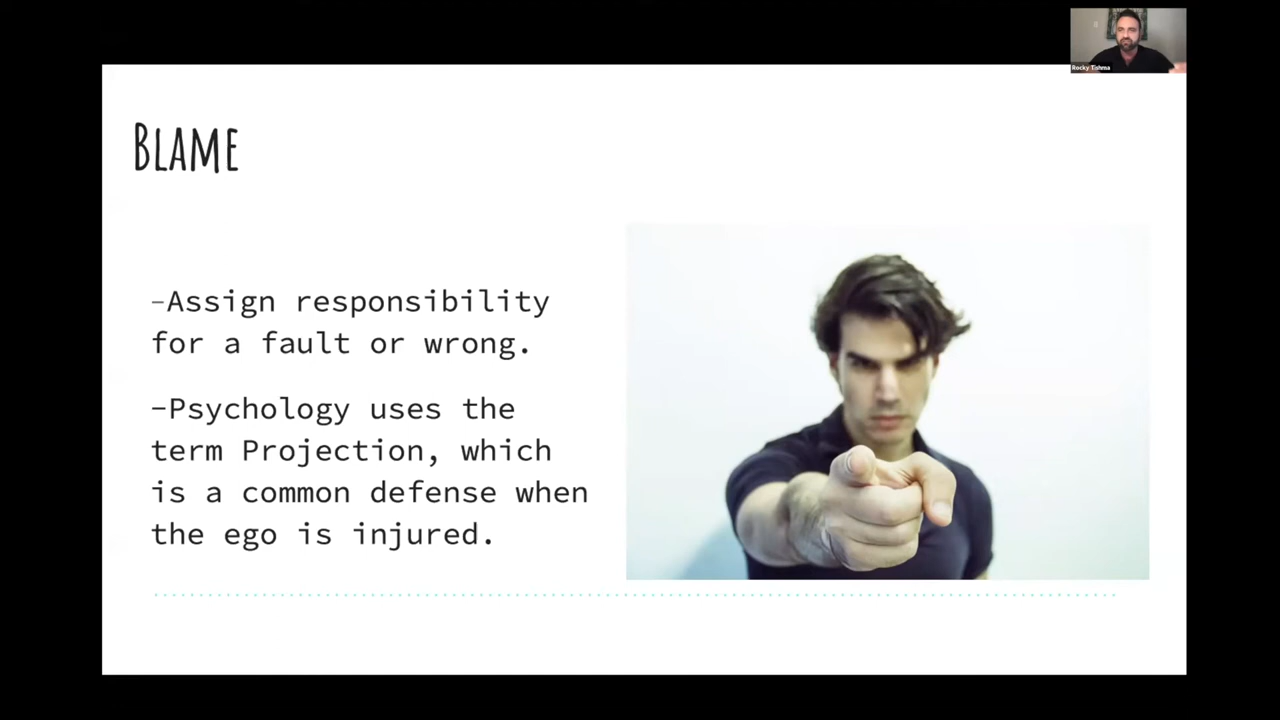 Rocky Tishma
BLAME
-Assign responsibility
for a fault or wrong.
-Psychology uses the
term Projection, which
is a common defense when
the ego is injured.